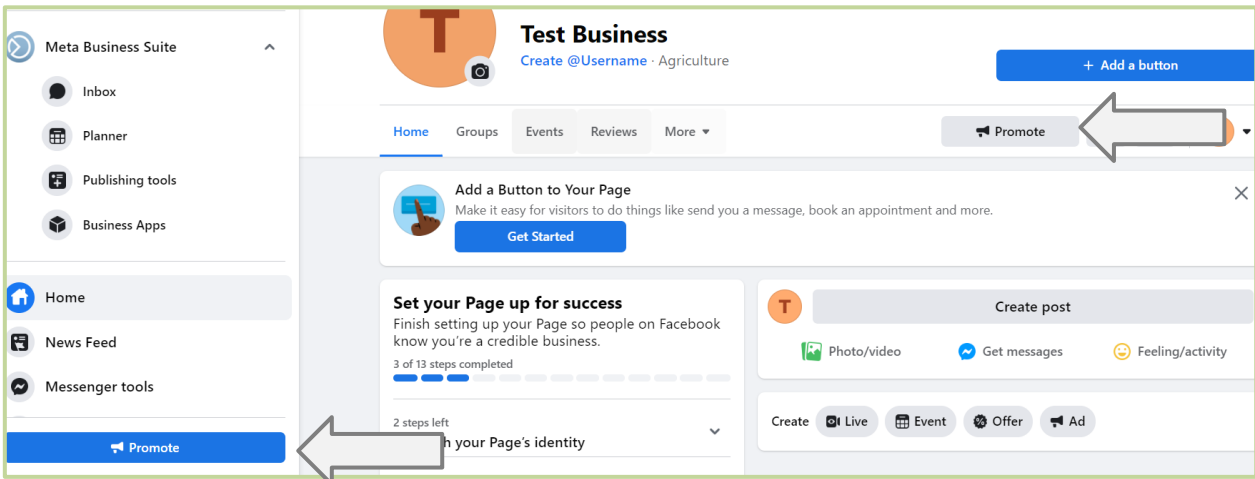 Meta Business Suite
Inbox
Planner
Publishing tools
Business Apps
Home
News Feed
Messenger tools
Promote
T
Test Business
Create @Username · Agriculture
+ Add a button
Home Groups Events Reviews More
Promote
Add a Button to Your Page
Make it easy for visitors to do things like send you a message, book an appointment and more.
Get Started
Set your Page up for success
Finish setting up your Page so people on Facebook
know you're a credible business.
3 of 13 steps completed
2 steps left
your Page's identity
T
Create post
Photo/video Get messages Feeling/activity
Create Live Event Offer Ad